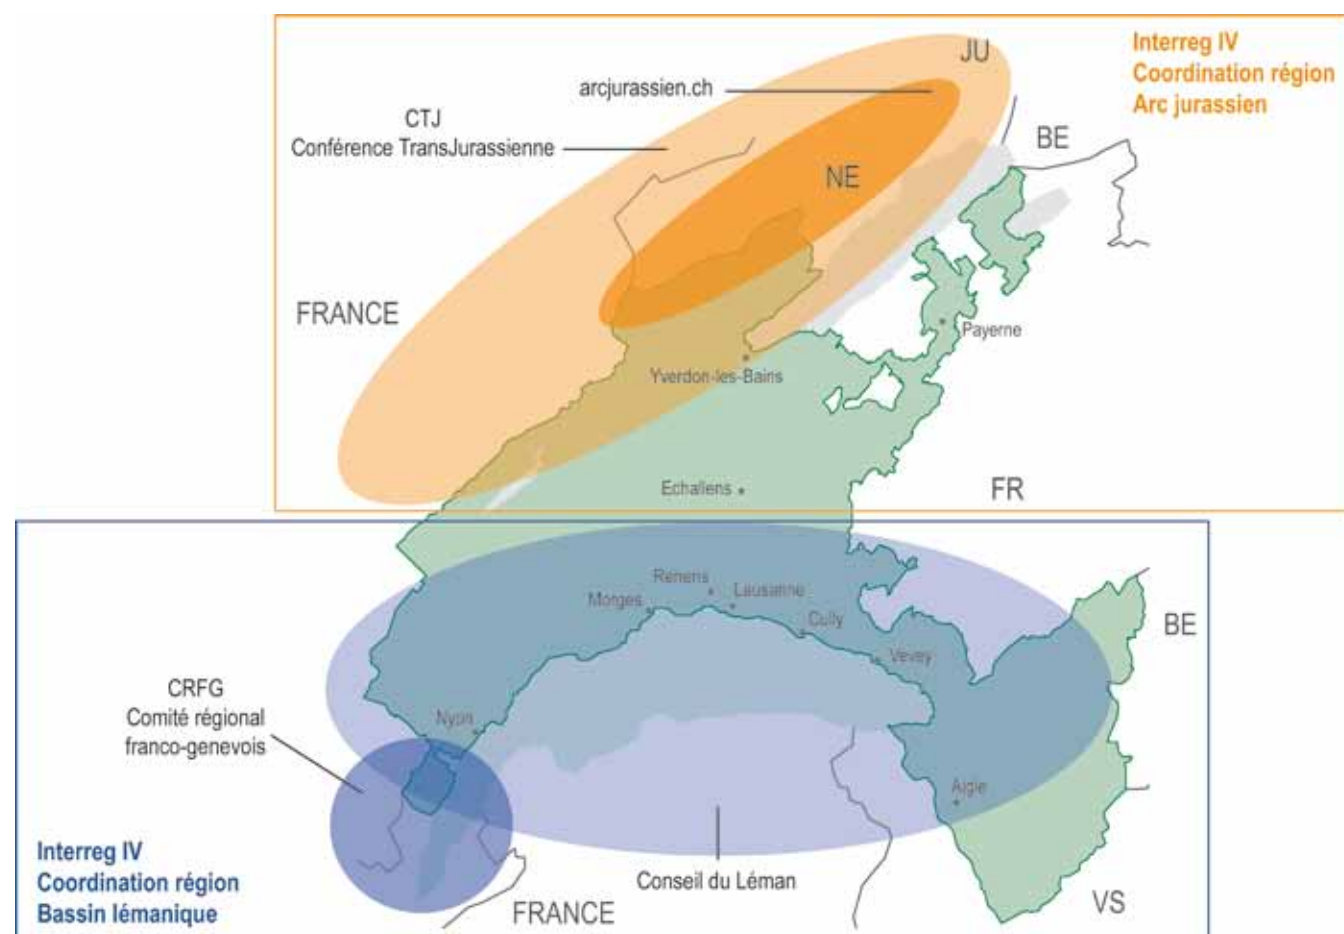 JU
Interreg IV
Coordination région
Arc jurassien
arcjurassien.ch
CTJ
Conférence TransJurassienne
BE
NE
FRANCE
Payerne
Yverdon-les-Bains
Echallens
FR
Renens
Lausanne
Morges
Cully
BE
Vevey
CRFG
Comité régional
franco-genevois
Nyon
Aigle
Interreg IV
Coordination région
Bassin lémanique
Conseil du Léman
FRANCE
VS